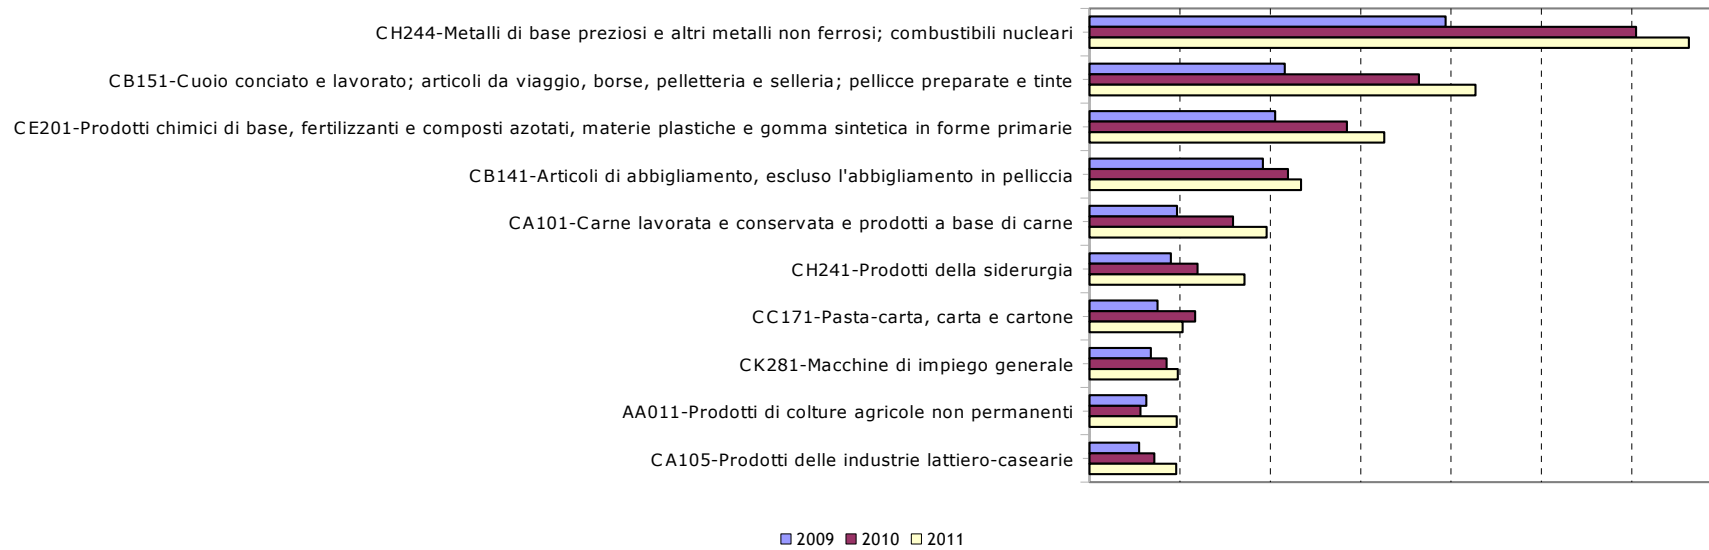 CH244-Metalli di base preziosi e altri metalli non ferrosi; combustibili nucleari
CB151-Cuoio conciato e lavorato; articoli da viaggio, borse, pelletteria e selleria; pellicce preparate e tinte
CE201-Prodotti chimici di base, fertilizzanti e composti azotati, materie plastiche e gomma sintetica in forme primarie
CB141-Articoli di abbigliamento, escluso l'abbigliamento in pelliccia
CA101-Carne lavorata e conservata e prodotti a base di carne
CH241-Prodotti della siderurgia
CC171-Pasta-carta, carta e cartone
CK281-Macchine di impiego generale
AA011-Prodotti di colture agricole non permanenti
CA105-Prodotti delle industrie lattiero-casearie
2009 2010 2011